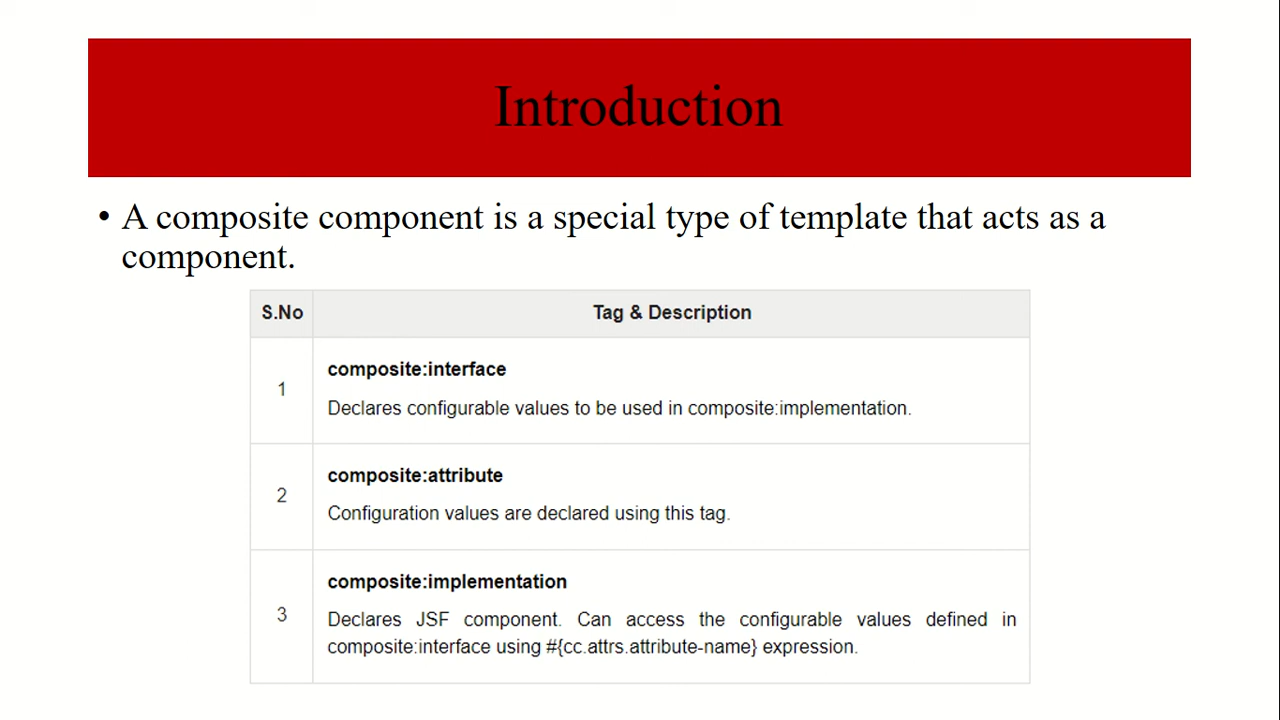 Introduction
• A composite component is a special type of template that acts as a
component.
S.No Tag & Description
1
composite:interface
Declares configurable values to be used in composite:implementation.
2
composite:attribute
Configuration values are declared using this tag.
3
composite:implementation
Declares JSF component. Can access the configurable values defined in
composite:interface using #{cc.attrs.attribute-name} expression.